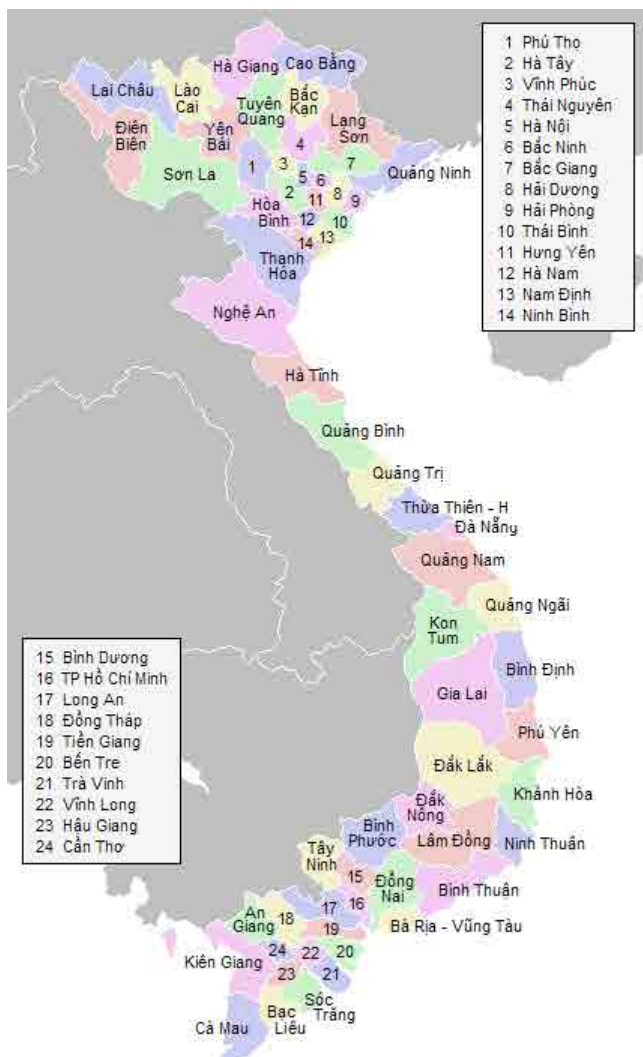 1 Phú Thọ
2 Hà Tây
3 Vĩnh Phúc
4 Thái Nguyên
5 Hà Nội
6 Bắc Ninh
7 Bắc Giang
8 Hải Dương
9 Hải Phòng
10 Thái Bình
11 Hưng Yên
12 Hà Nam
13 Nam Định
14 Ninh Bình
Hà Giang
Cao Bằng
Lai Châu
Lào
Cai
Bắc
Kạn
Tuyên
Quang
Lạng
Sơn
Điên
Biên
Yên
Bái
4
Sơn La
1
3
7
Quảng Ninh
5
6
2
8
11
9
Hòa
Bình
12
10
13
14
Thanh
Hóa
Nghệ An
Hà Tĩnh
Quảng Bình
Quảng Trị
Thừa Thiên - H
Đà Nẵng
Quảng Nam
Quảng Ngãi
Kon
Tum
Bình Định
Gia Lai
Phú Yên
Đắk Lắk
Khánh Hòa
Đắk
Nông
Bình
Phước
Lâm Đồng
Ninh Thuận
Tây
Ninh
15
Đồng
Nai
Bình Thuận
16
17
An
Giang
18
19
Bà Rịa - Vũng Tàu
24
22
20
Kiên Giang
23
21
Sóc
Trăng
Bạc
Liêu
Cà Mau
15 Bình Dương
16 TP Hồ Chí Minh
17 Long An
18 Đồng Tháp
19 Tiền Giang
20 Bến Tre
21 Trà Vinh
22 Vĩnh Long
23 Hậu Giang
24 Cần Thơ